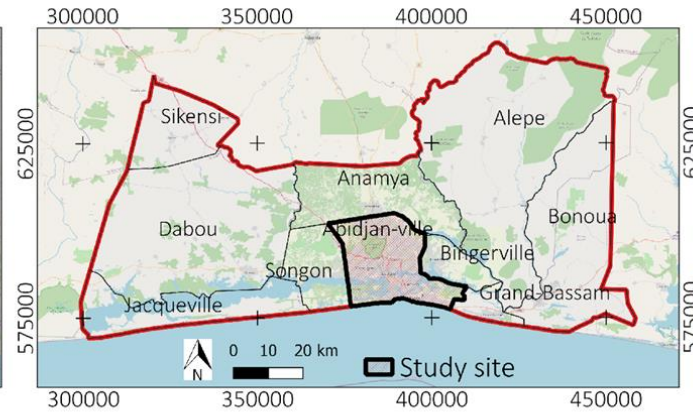 300000 350000 400000 450000
Sikensi
Alepe
625000
625000
Anamya
Dabou
Abidjan-ville
Bonoua
Bingerville
Songon
Grand-Bassam
Jacqueville
575000
575000
0 10 20 km
N
Study site
300000 350000 400000 450000